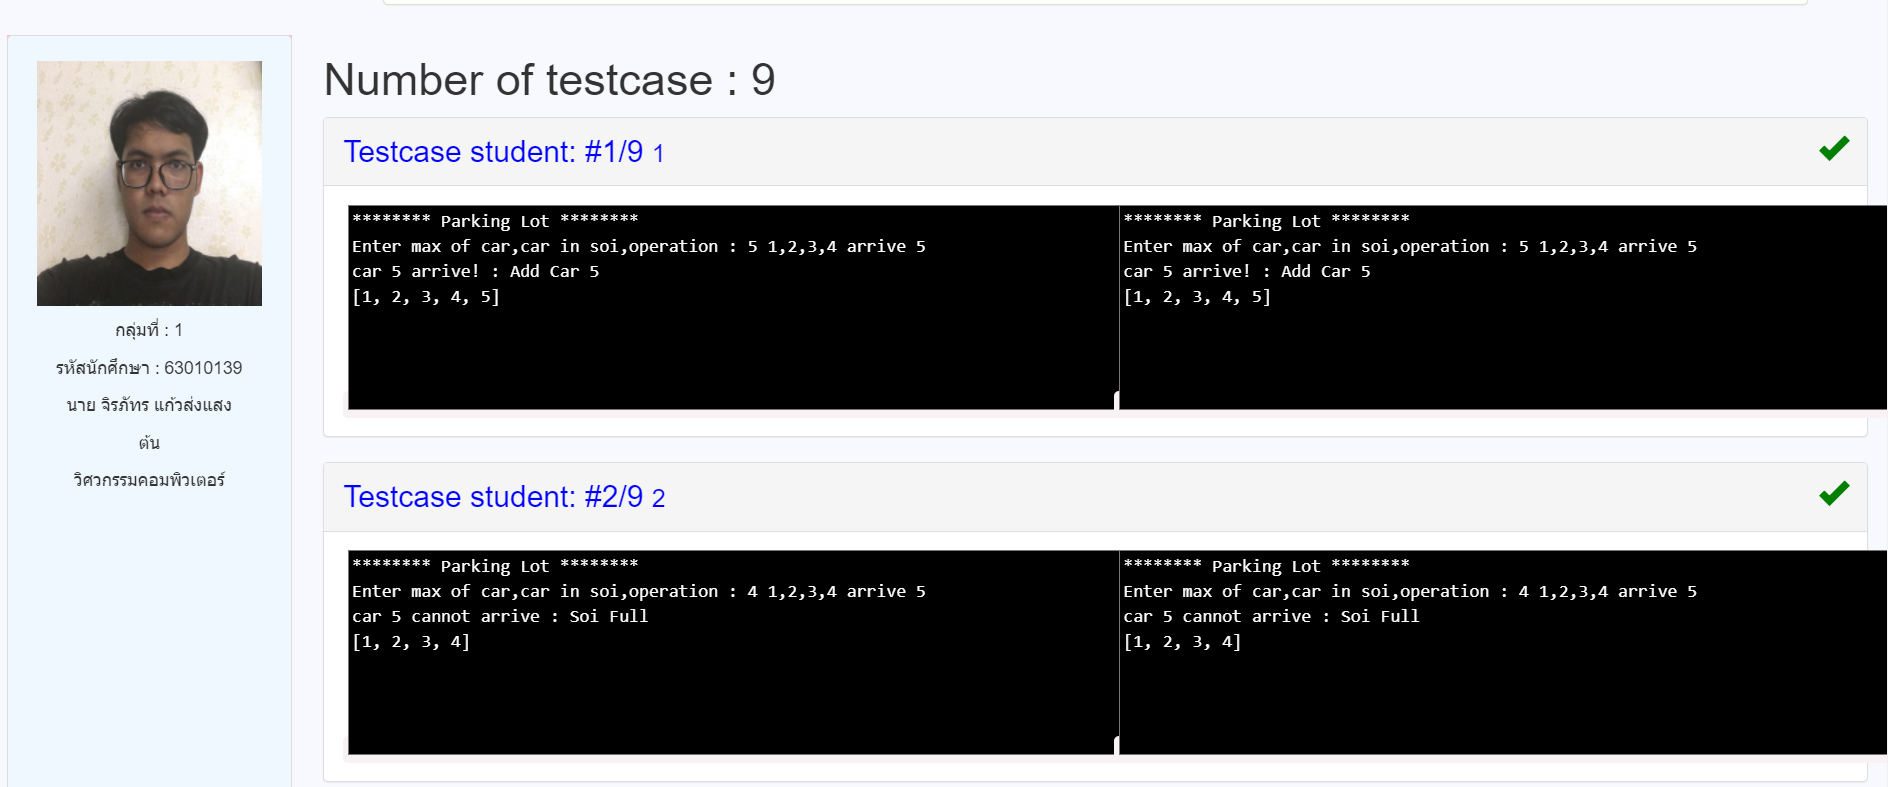 กลุ่มที่ : 1
รหัสนักศึกษา : 63010139
นาย จิรภัทร แก้วส่งแสง
ต้น
วิศวกรรมคอมพิวเตอร์
Number of testcase : 9
Testcase student: #1/9 1
******** Parking Lot ********
Enter max of car,car in soi,operation : 5 1,2,3,4 arrive 5
car 5 arrive! : Add Car 5
[1, 2, 3, 4, 5]
******** Parking Lot ********
Enter max of car,car in soi,operation : 5 1,2,3,4 arrive 5
car 5 arrive! : Add Car 5
[1, 2, 3, 4, 5]
Testcase student: #2/9 2
******** Parking Lot ********
Enter max of car,car in soi,operation : 4 1,2,3,4 arrive 5
car 5 cannot arrive : Soi Full
[1, 2, 3, 4]
******** Parking Lot ********
Enter max of car,car in soi,operation : 4 1,2,3,4 arrive 5
car 5 cannot arrive : Soi Full
[1, 2, 3, 4]